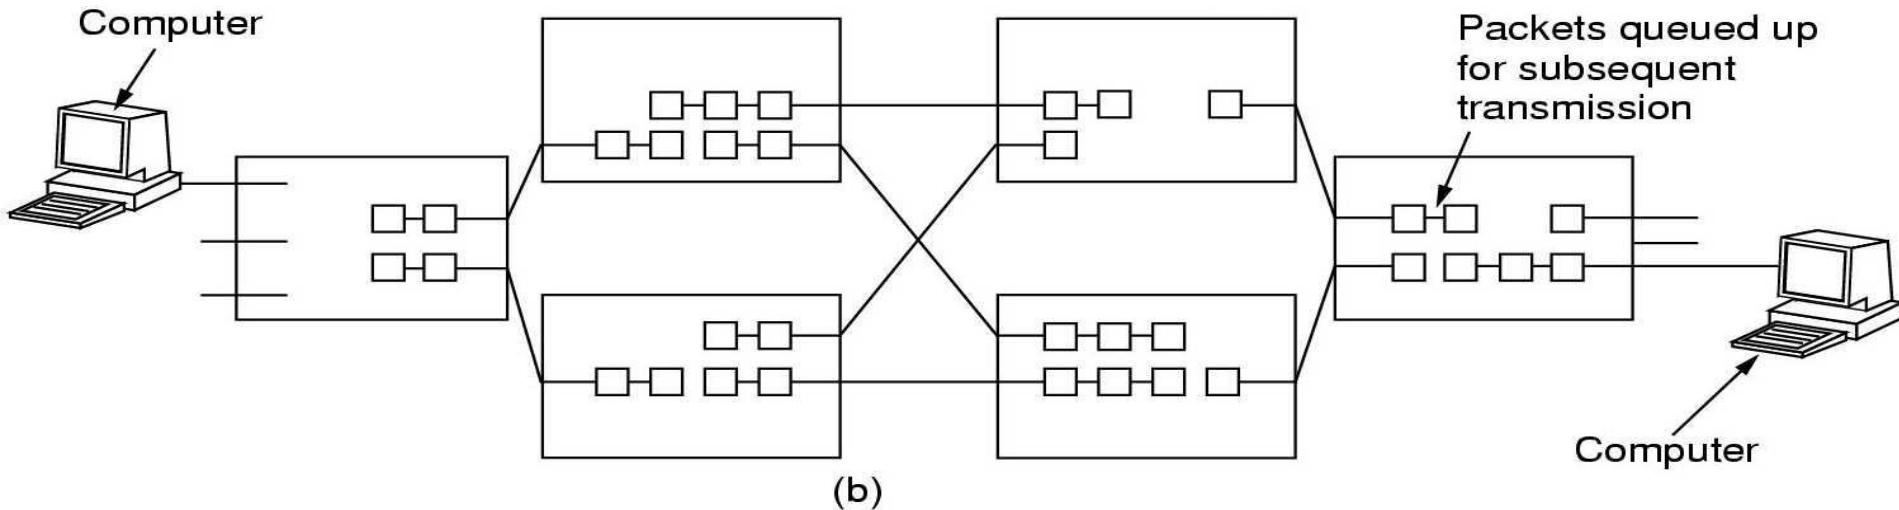 Computer
Packets queued up
for subsequent
transmission
Computer
(b)